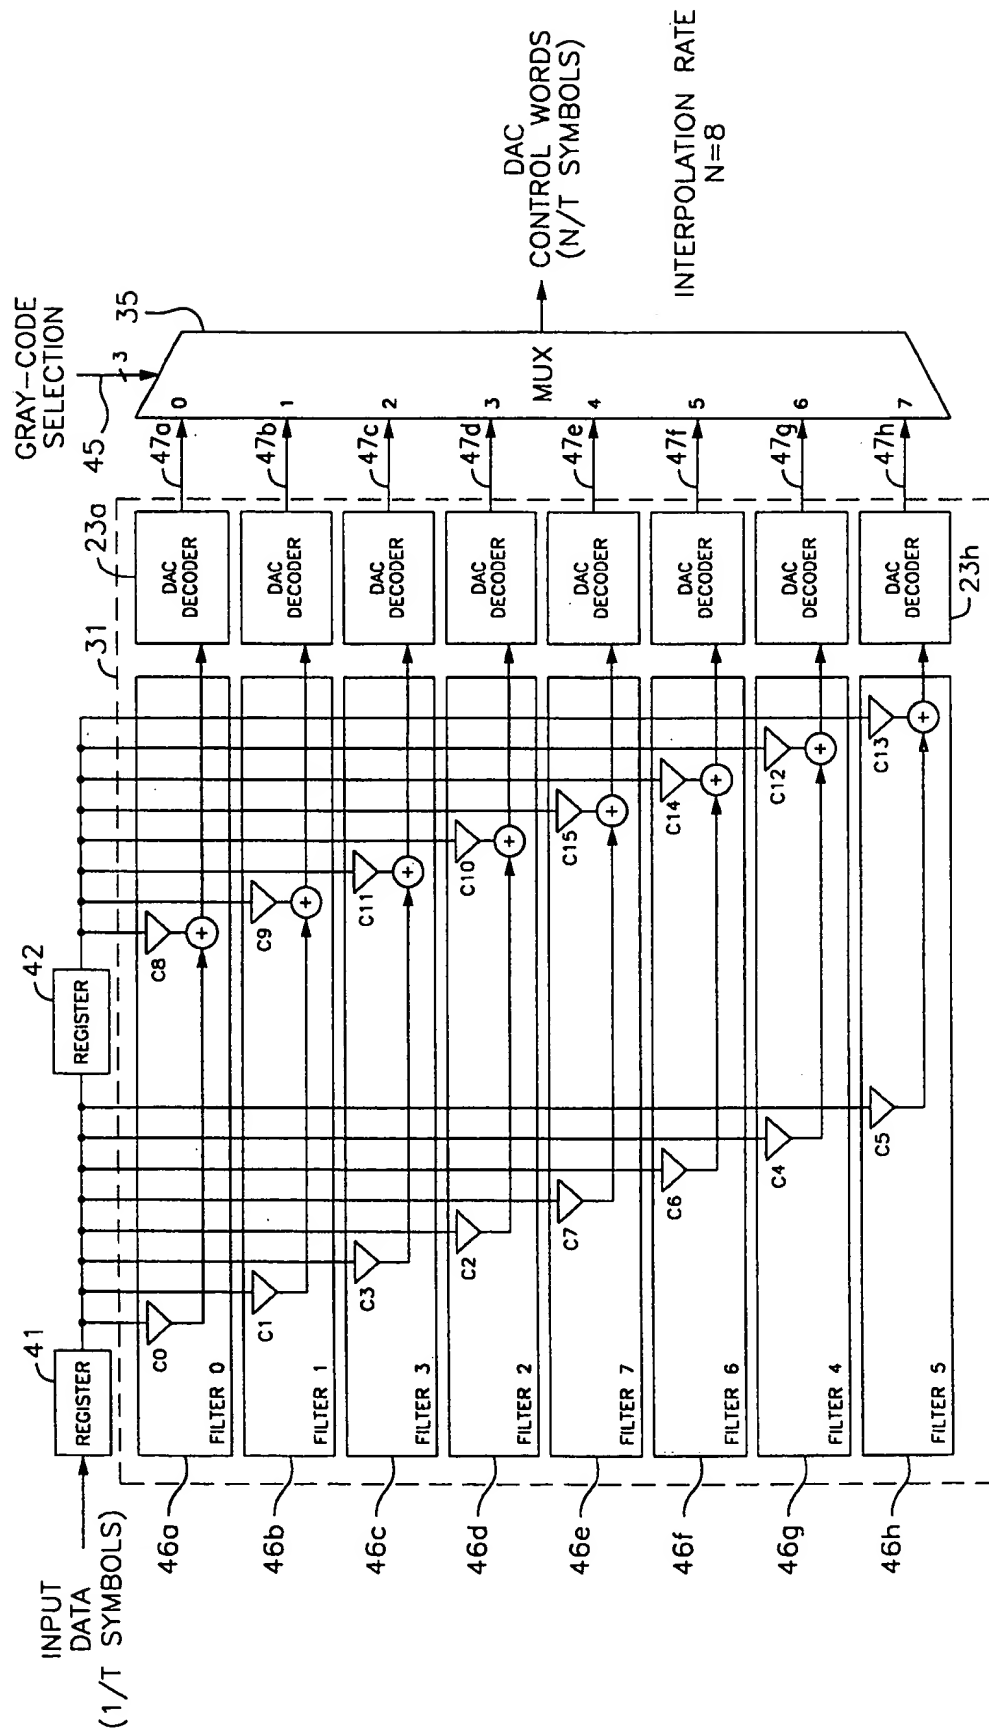 INPUT
DATA
(1/T SYMBOLS)
41
REGISTER
42
REGISTER
31
23a
GRAY-CODE
SELECTION
45
3
35
46a
FILTER 0
C0
C8
DAC
DECODER
47a
0
46b
FILTER 1
C1
C9
DAC
DECODER
47b
1
46c
FILTER 3
C3
C11
DAC
DECODER
47c
2
46d
FILTER 2
C2
C10
DAC
DECODER
47d
3
MUX
DAC
CONTROL WORDS
(N/T SYMBOLS)
46e
FILTER 7
C7
C15
DAC
DECODER
47e
4
46f
FILTER 6
C6
C14
DAC
DECODER
47f
5
46g
FILTER 4
C4
C12
DAC
DECODER
47g
6
46h
FILTER 5
C5
C13
DAC
DECODER
47h
7
23h
INTERPOLATION RATE
N=8
+
+
+
+
+
+
+
+